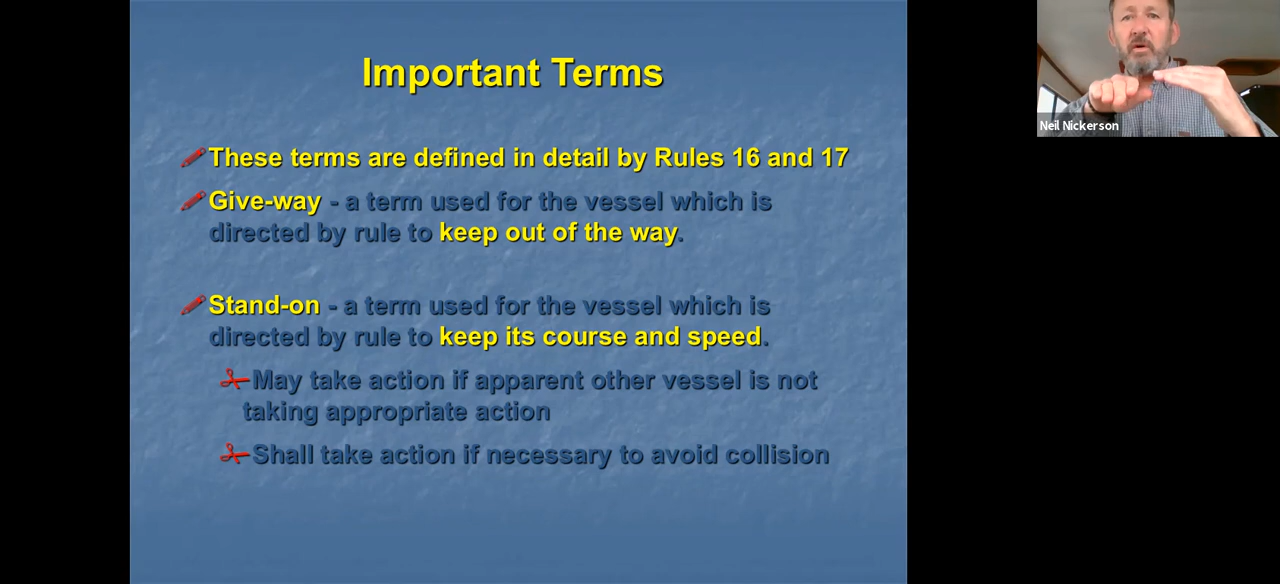 Important Terms
These terms are defined in detail by Rules 16 and 17
Give-way - a term used for the vessel which is
directed by rule to keep out of the way.
Stand-on - a term used for the vessel which is
directed by rule to keep its course and speed.
May take action if apparent other vessel is not
taking appropriate action
Shall take action if necessary to avoid collision
Neil Nickerson